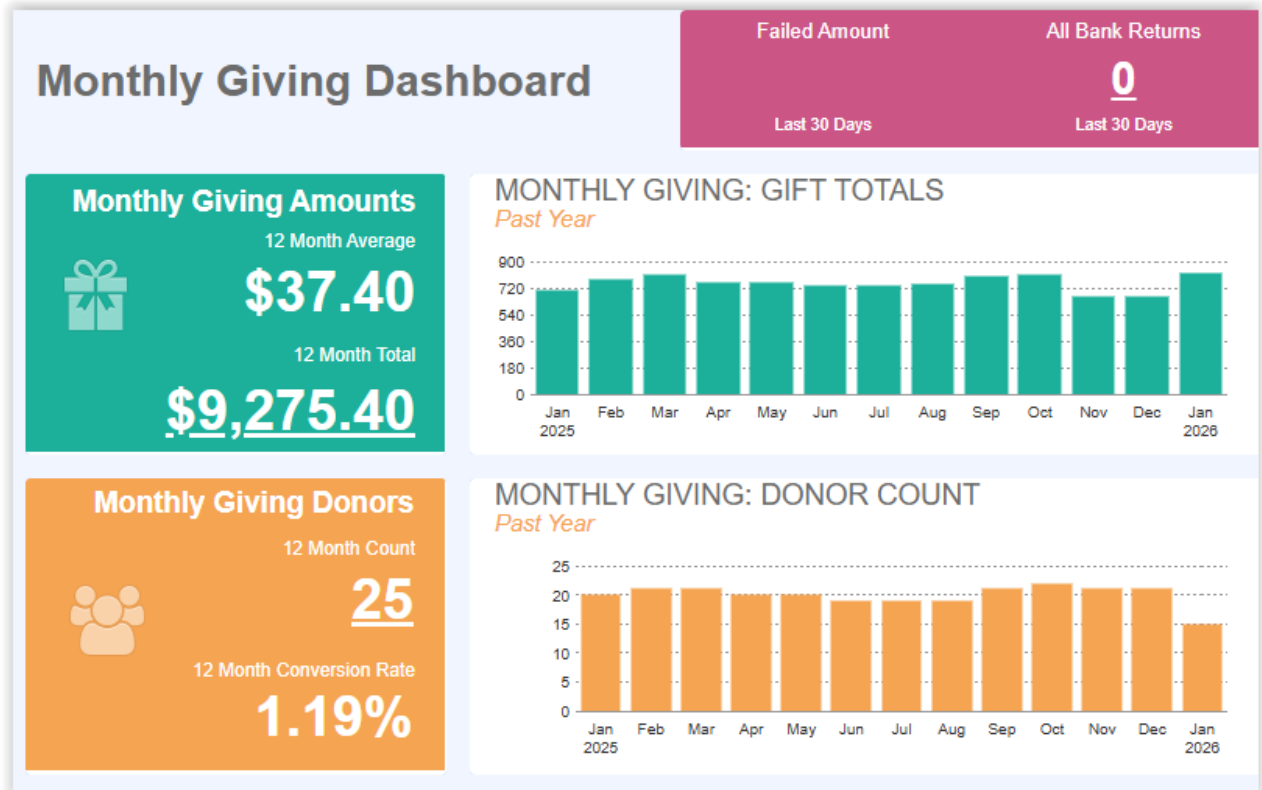 Monthly Giving Dashboard
Failed Amount
Last 30 Days
All Bank Returns
0
Last 30 Days
Monthly Giving Amounts
12 Month Average
$37.40
12 Month Total
$9,275.40
MONTHLY GIVING: GIFT TOTALS
Past Year
900
720
540
360
180
0
Jan Feb Mar Apr May Jun Jul Aug Sep Oct Nov Dec Jan
2025 2026
Monthly Giving Donors
12 Month Count
25
12 Month Conversion Rate
1.19%
MONTHLY GIVING: DONOR COUNT
Past Year
25
20
15
10
5
0
Jan Feb Mar Apr May Jun Jul Aug Sep Oct Nov Dec Jan
2025 2026